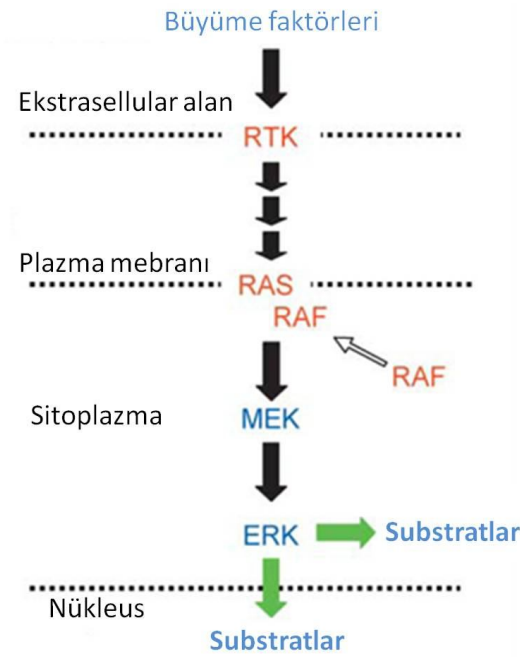 Büyüme faktörleri
Ekstrasellular alan
RTK
Plazma mebranı
RAS
RAF
RAF
Sitoplazma
MEK
ERK
Substratlar
Nükleus
Substratlar